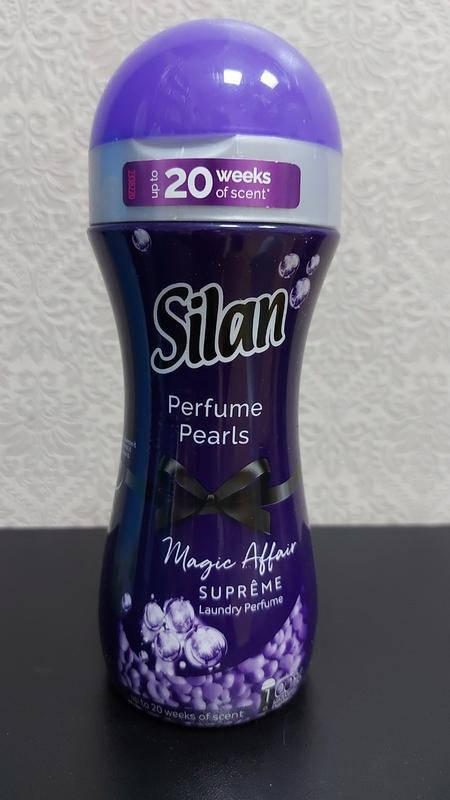 up to 20 weeks
of scent*
Silan
Perfume
Pearls
Magic Affair
SUPRÊME
Laundry Perfume
up to 20 weeks of scent